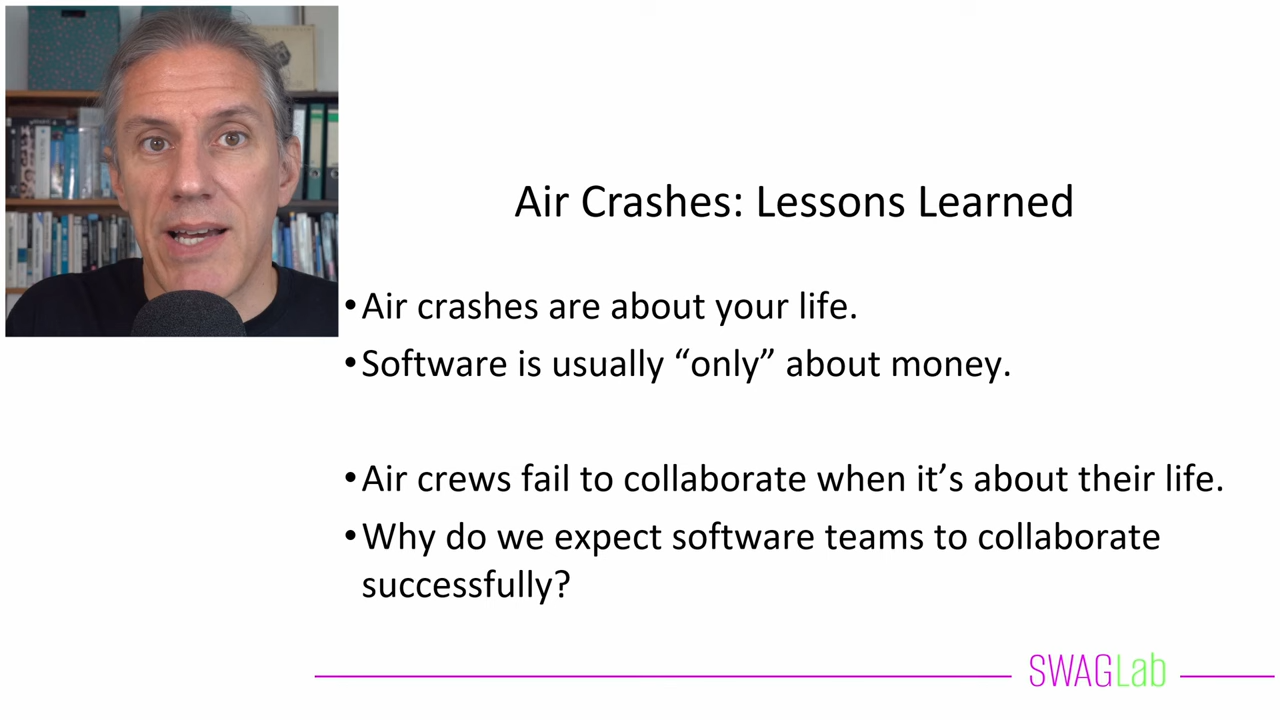 Air Crashes: Lessons Learned
•Air crashes are about your life.
•Software is usually “only” about money.
•Air crews fail to collaborate when it’s about their life.
•Why do we expect software teams to collaborate
successfully?
SWAGLab